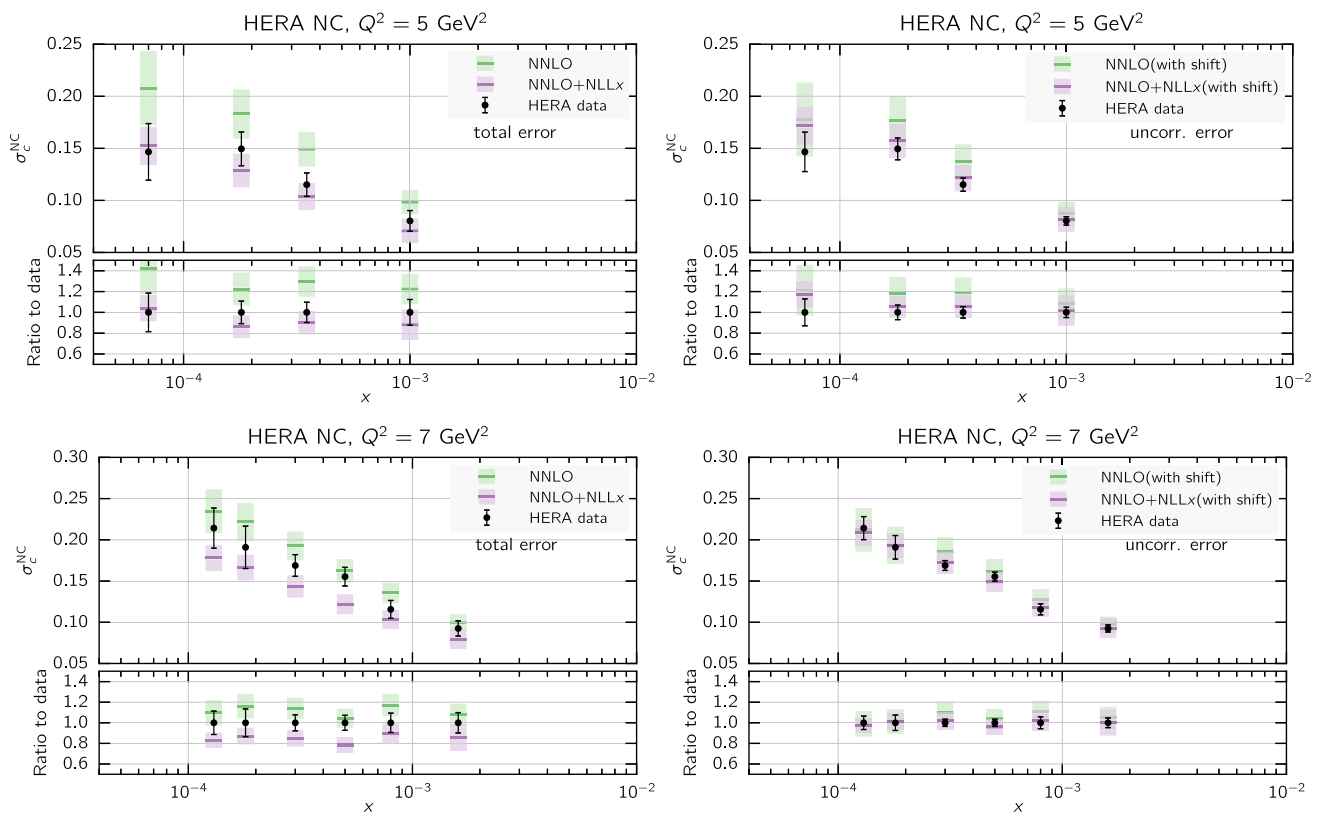 HERA NC, Q² = 5 GeV²
0.25
0.20
0.15
0.10
0.05
σ_c^NC
NNLO
NNLO+NLLx
HERA data
total error
1.4
1.2
1.0
0.8
0.6
Ratio to data
10⁻⁴
10⁻³
10⁻²
x
HERA NC, Q² = 5 GeV²
0.25
0.20
0.15
0.10
0.05
σ_c^NC
NNLO(with shift)
NNLO+NLLx(with shift)
HERA data
uncorr. error
1.4
1.2
1.0
0.8
0.6
Ratio to data
10⁻⁴
10⁻³
10⁻²
x
HERA NC, Q² = 7 GeV²
0.30
0.25
0.20
0.15
0.10
0.05
σ_c^NC
NNLO
NNLO+NLLx
HERA data
total error
1.4
1.2
1.0
0.8
0.6
Ratio to data
10⁻⁴
10⁻³
10⁻²
x
HERA NC, Q² = 7 GeV²
0.30
0.25
0.20
0.15
0.10
0.05
σ_c^NC
NNLO(with shift)
NNLO+NLLx(with shift)
HERA data
uncorr. error
1.4
1.2
1.0
0.8
0.6
Ratio to data
10⁻⁴
10⁻³
10⁻²
x